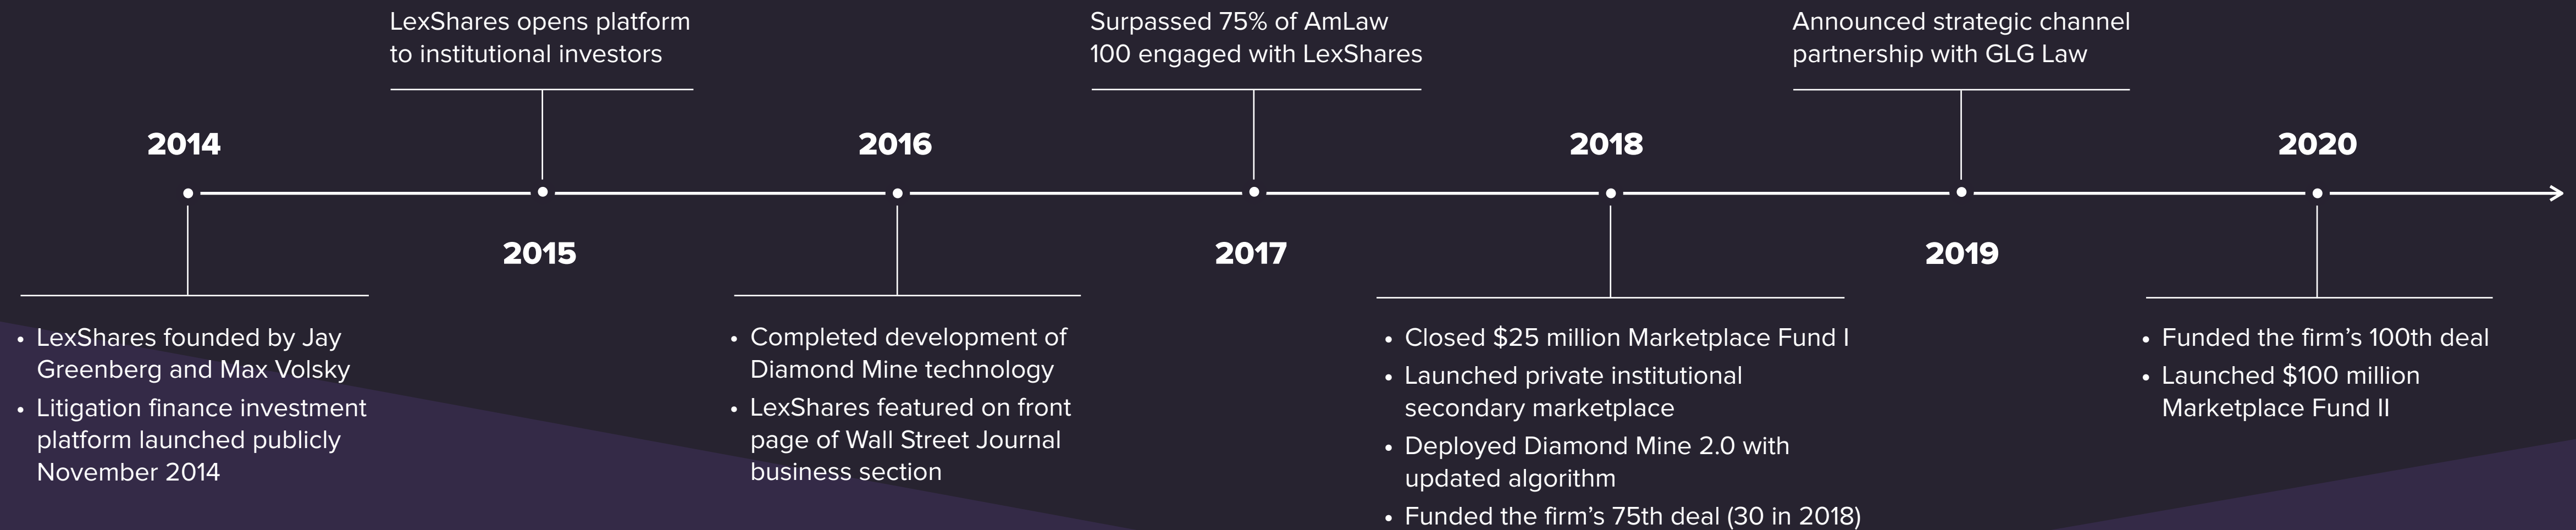 LexShares opens platform
to institutional investors
Surpassed 75% of AmLaw
100 engaged with LexShares
Announced strategic channel
partnership with GLG Law
2014
2016
2018
2020
2015
2017
2019
• LexShares founded by Jay
Greenberg and Max Volsky
• Litigation finance investment
platform launched publicly
November 2014
• Completed development of
Diamond Mine technology
• LexShares featured on front
page of Wall Street Journal
business section
• Closed $25 million Marketplace Fund I
• Launched private institutional
secondary marketplace
• Deployed Diamond Mine 2.0 with
updated algorithm
• Funded the firm’s 75th deal (30 in 2018)
• Funded the firm’s 100th deal
• Launched $100 million
Marketplace Fund II